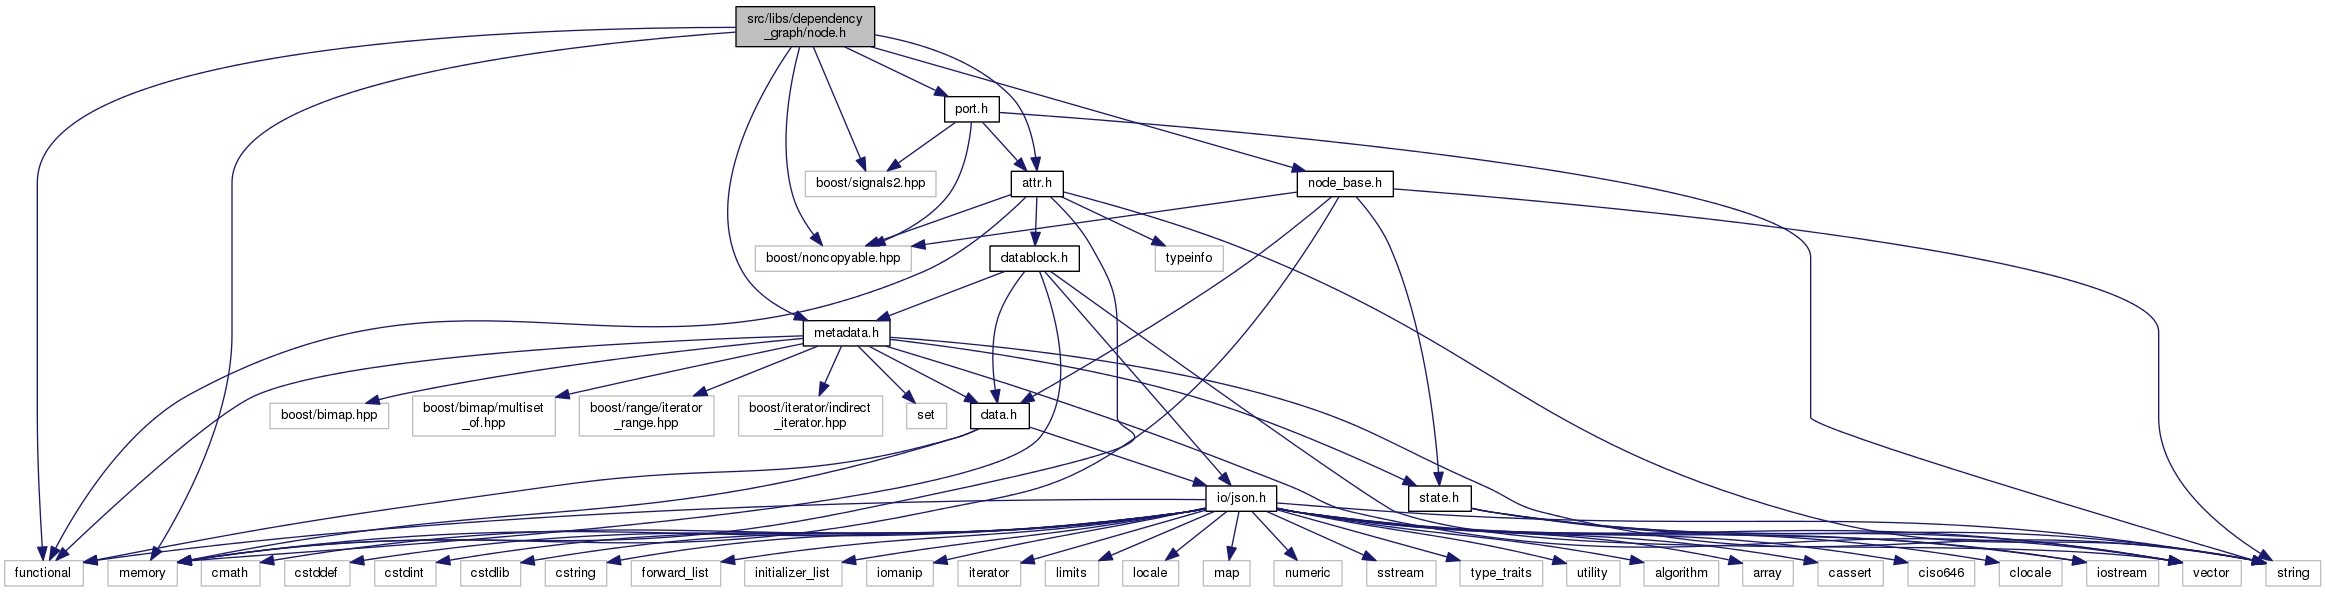 src/libs/dependency
_graph/node.h
port.h
boost/signals2.hpp
attr.h
node_base.h
boost/noncopyable.hpp
datablock.h
typeinfo
metadata.h
boost/bimap.hpp
boost/bimap/multiset
_of.hpp
boost/range/iterator
_range.hpp
boost/iterator/indirect
_iterator.hpp
set
data.h
io/json.h
state.h
functional
memory
cmath
cstddef
cstdint
cstdlib
cstring
forward_list
initializer_list
iomanip
iterator
limits
locale
map
numeric
sstream
type_traits
utility
algorithm
array
cassert
ciso646
clocale
iostream
vector
string